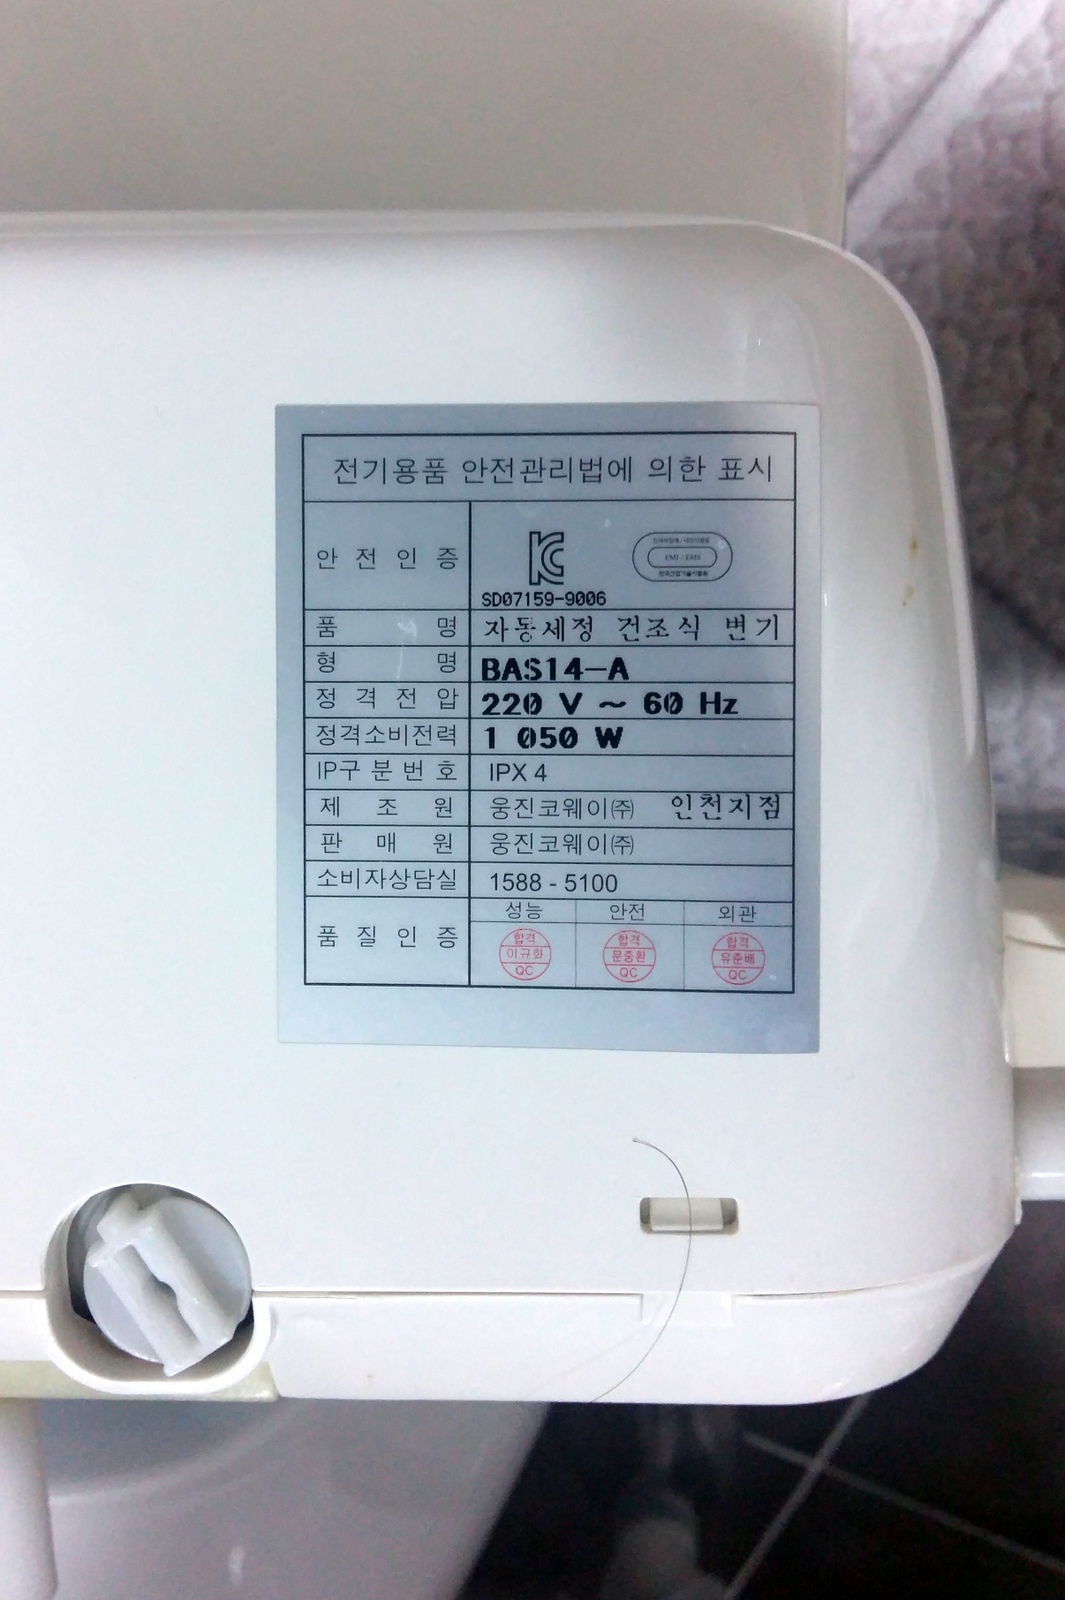 전기용품 안전관리법에 의한 표시
안전인증
EMI / EMS
SD07159-9006
품명 자동세정 건조식 변기
형명 BAS14-A
정격전압 220 V ~ 60 Hz
정격소비전력 1 050 W
IP구분번호 IPX 4
제조원 웅진코웨이㈜ 인천지점
판매원 웅진코웨이㈜
소비자상담실 1588 - 5100
품질인증
성능 안전 외관
합격 합격 합격
이규화 문중환 유준배
QC QC QC